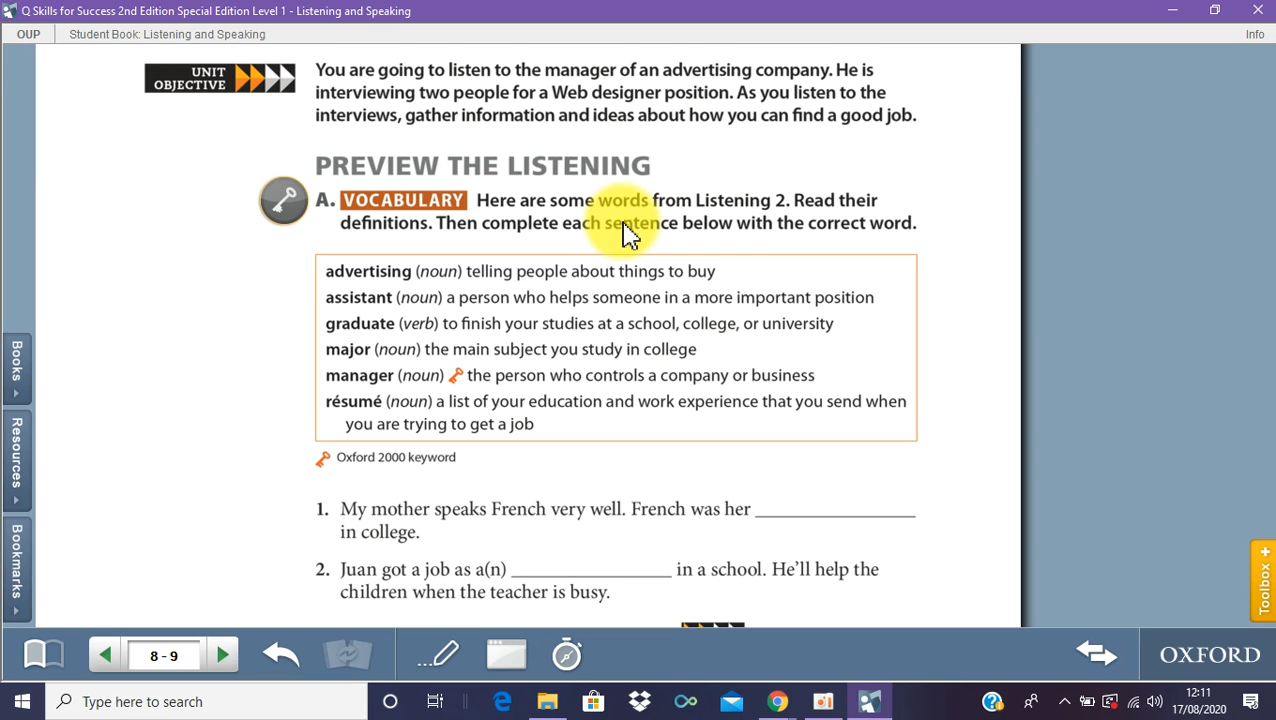 Q Skills for Success 2nd Edition Special Edition Level 1 - Listening and Speaking
OUP Student Book: Listening and Speaking Info
UNIT
OBJECTIVE
You are going to listen to the manager of an advertising company. He is
interviewing two people for a Web designer position. As you listen to the
interviews, gather information and ideas about how you can find a good job.
PREVIEW THE LISTENING
A. VOCABULARY Here are some words from Listening 2. Read their
definitions. Then complete each sentence below with the correct word.
advertising (noun) telling people about things to buy
assistant (noun) a person who helps someone in a more important position
graduate (verb) to finish your studies at a school, college, or university
major (noun) the main subject you study in college
manager (noun) the person who controls a company or business
résumé (noun) a list of your education and work experience that you send when
you are trying to get a job
Oxford 2000 keyword
1. My mother speaks French very well. French was her ________________
in college.
2. Juan got a job as a(n) ________________ in a school. He'll help the
children when the teacher is busy.
Books
Resources
Bookmarks
Toolbox +
8 - 9
OXFORD
Type here to search
12:11
17/08/2020